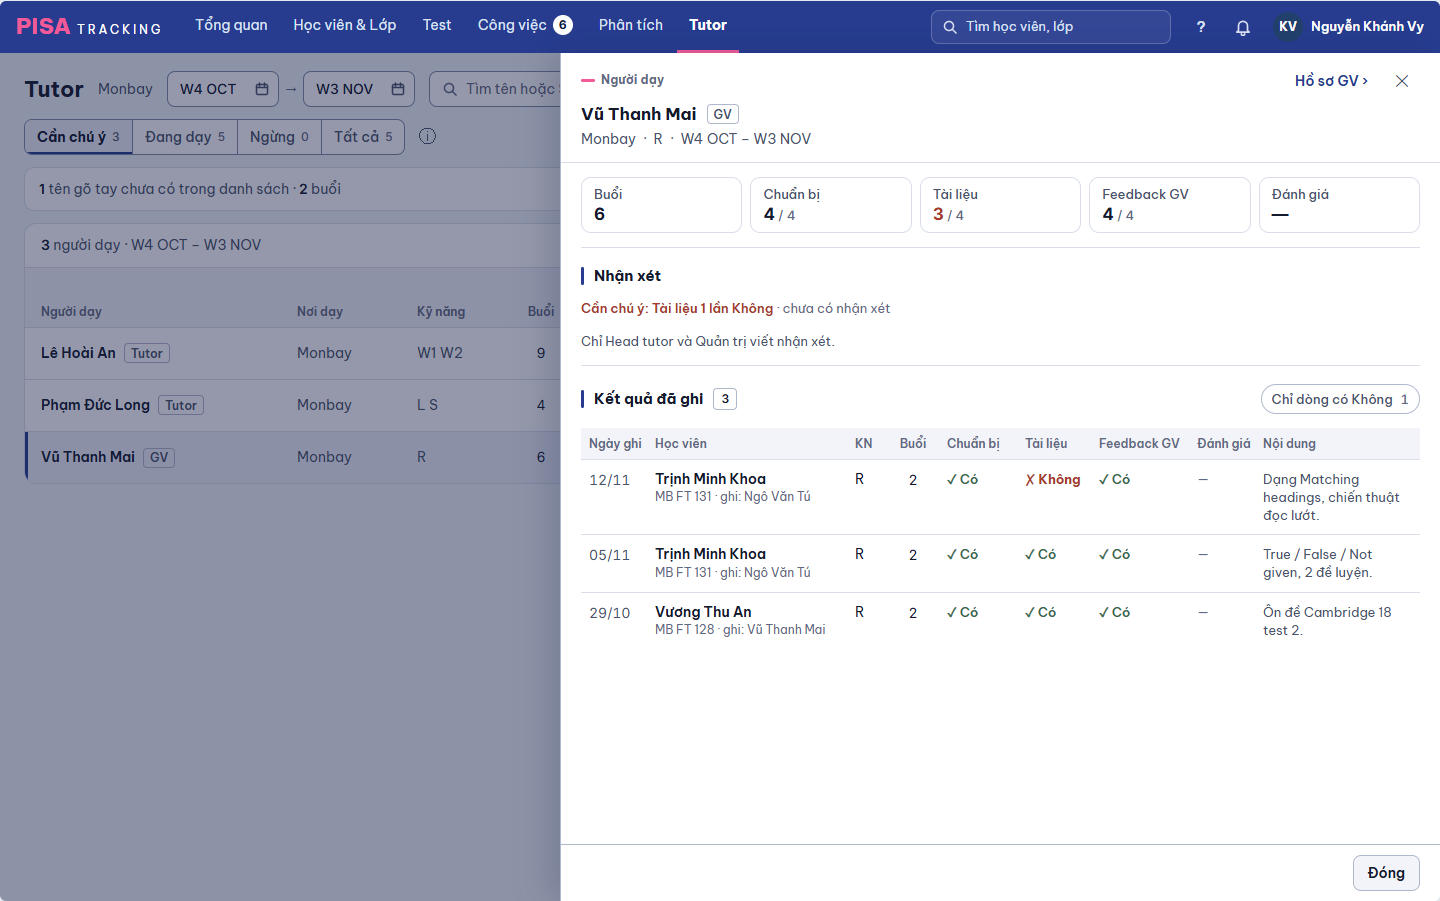 PISA TRACKING Tổng quan Học viên & Lớp Test Công việc 6 Phân tích Tutor Tìm học viên, lớp ? KV Nguyễn Khánh Vy
Tutor Monbay W4 OCT → W3 NOV Tìm tên hoặc
Cần chú ý 3 Đang dạy 5 Ngừng 0 Tất cả 5
1 tên gõ tay chưa có trong danh sách · 2 buổi
3 người dạy · W4 OCT – W3 NOV
Người dạy Nơi dạy Kỹ năng Buổi
Lê Hoài An Tutor Monbay W1 W2 9
Phạm Đức Long Tutor Monbay L S 4
Vũ Thanh Mai GV Monbay R 6
Người dạy Hồ sơ GV ›
Vũ Thanh Mai GV
Monbay · R · W4 OCT – W3 NOV
Buổi Chuẩn bị Tài liệu Feedback GV Đánh giá
6 4 / 4 3 / 4 4 / 4 —
Nhận xét
Cần chú ý: Tài liệu 1 lần Không · chưa có nhận xét
Chỉ Head tutor và Quản trị viết nhận xét.
Kết quả đã ghi 3 Chỉ dòng có Không 1
Ngày ghi Học viên KN Buổi Chuẩn bị Tài liệu Feedback GV Đánh giá Nội dung
12/11 Trịnh Minh Khoa R 2 ✓ Có ✗ Không ✓ Có — Dạng Matching
MB FT 131 · ghi: Ngô Văn Tú headings, chiến thuật
đọc lướt.
05/11 Trịnh Minh Khoa R 2 ✓ Có ✓ Có ✓ Có — True / False / Not
MB FT 131 · ghi: Ngô Văn Tú given, 2 đề luyện.
29/10 Vương Thu An R 2 ✓ Có ✓ Có ✓ Có — Ôn đề Cambridge 18
MB FT 128 · ghi: Vũ Thanh Mai test 2.
Đóng